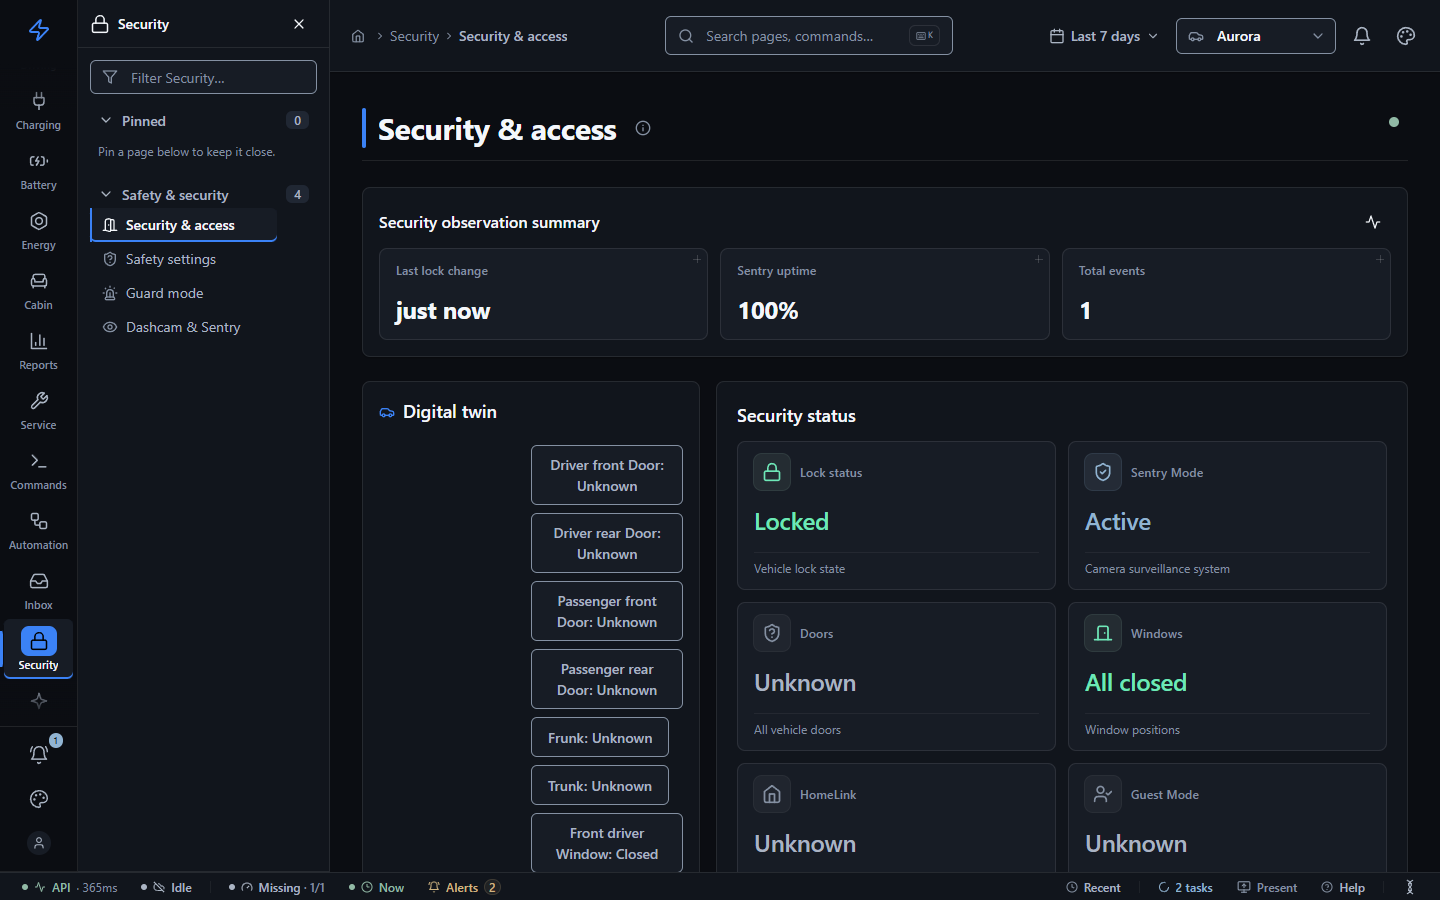 Security
Filter Security...
Pinned
0
Pin a page below to keep it close.
Safety & security
4
Security & access
Safety settings
Guard mode
Dashcam & Sentry
Charging
Battery
Energy
Cabin
Reports
Service
Commands
Automation
Inbox
Security
1
Security
Security & access
Search pages, commands...
K
Last 7 days
Aurora
Security & access
Security observation summary
Last lock change
just now
Sentry uptime
100%
Total events
1
Digital twin
Driver front Door:
Unknown
Driver rear Door:
Unknown
Passenger front
Door: Unknown
Passenger rear
Door: Unknown
Frunk: Unknown
Trunk: Unknown
Front driver
Window: Closed
Security status
Lock status
Locked
Vehicle lock state
Sentry Mode
Active
Camera surveillance system
Doors
Unknown
All vehicle doors
Windows
All closed
Window positions
HomeLink
Unknown
Guest Mode
Unknown
API · 365ms
Idle
Missing · 1/1
Now
Alerts 2
Recent
2 tasks
Present
Help